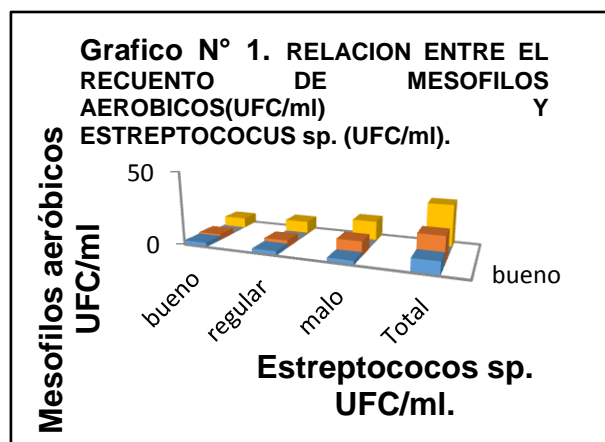 Grafico N° 1. RELACION ENTRE EL
RECUENTO DE MESOFILOS
AEROBICOS(UFC/ml) Y
ESTREPTOCOCUS sp. (UFC/ml).
Mesofilos aeróbicos
UFC/ml
50
0
bueno
regular
malo
Total
bueno
Estreptococos sp.
UFC/ml.